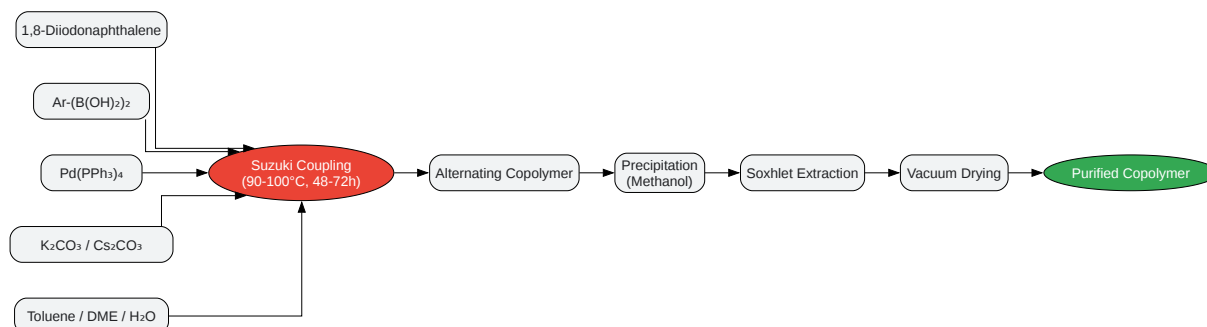 1,8-Diiodonaphthalene
Ar-(B(OH)₂)₂
Pd(PPh₃)₄
K₂CO₃ / Cs₂CO₃
Toluene / DME / H₂O
Suzuki Coupling
(90-100°C, 48-72h)
Alternating Copolymer
Precipitation
(Methanol)
Soxhlet Extraction
Vacuum Drying
Purified Copolymer